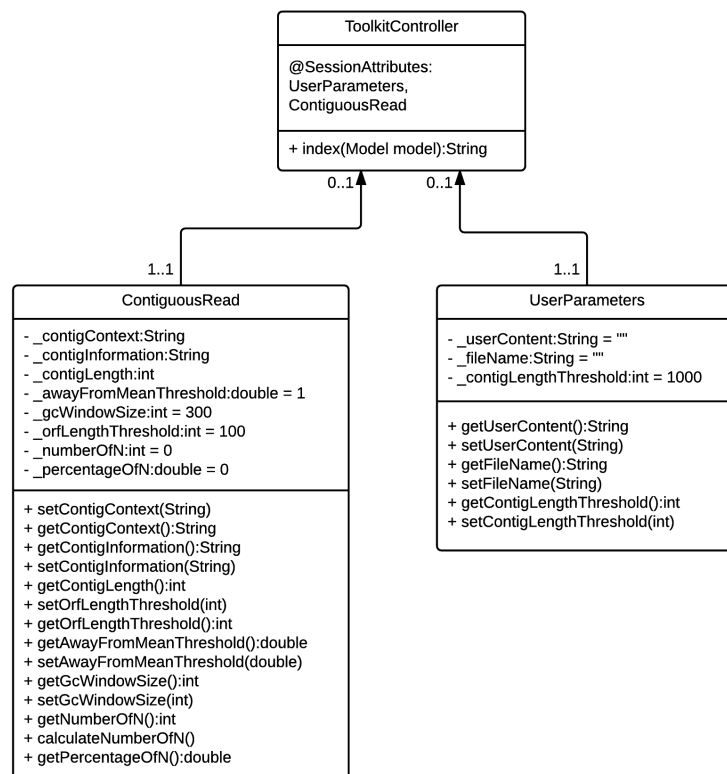 ToolkitController
@SessionAttributes:
UserParameters,
ContiguousRead
+ index(Model model):String
0..1
0..1
1..1
1..1
ContiguousRead
- _contigContext:String
- _contigInformation:String
- _contigLength:int
- _awayFromMeanThreshold:double = 1
- _gcWindowSize:int = 300
- _orfLengthThreshold:int = 100
- _numberOfN:int = 0
- _percentageOfN:double = 0
+ setContigContext(String)
+ getContigContext():String
+ getContigInformation():String
+ setContigInformation(String)
+ getContigLength():int
+ setOrfLengthThreshold(int)
+ getOrfLengthThreshold():int
+ getAwayFromMeanThreshold():double
+ setAwayFromMeanThreshold(double)
+ getGcWindowSize():int
+ setGcWindowSize(int)
+ getNumberOfN():int
+ calculateNumberOfN()
+ getPercentageOfN():double
UserParameters
- _userContent:String = ""
- _fileName:String = ""
- _contigLengthThreshold:int = 1000
+ getUserContent():String
+ setUserContent(String)
+ getFileName():String
+ setFileName(String)
+ getContigLengthThreshold():int
+ setContigLengthThreshold(int)